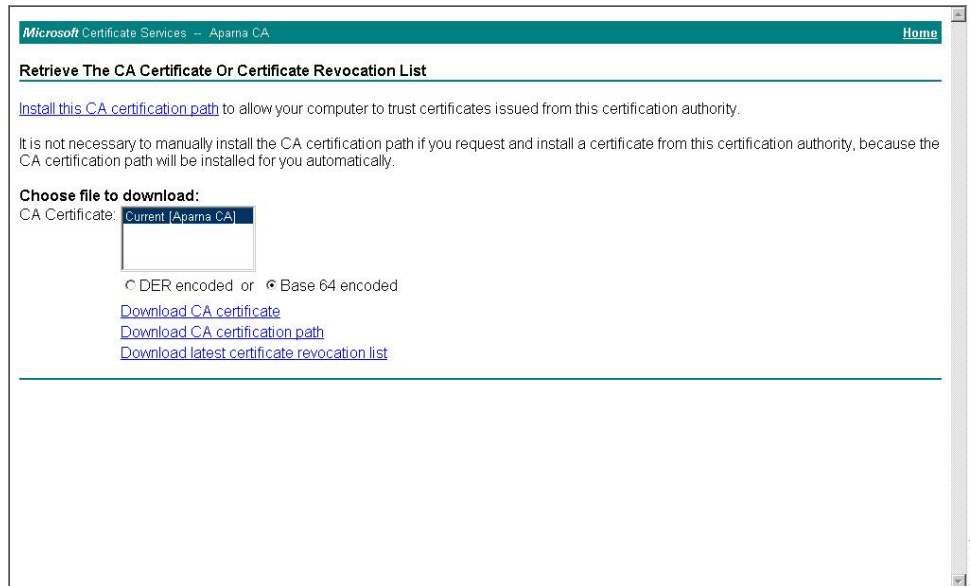 Microsoft Certificate Services -- Aparna CA Home
Retrieve The CA Certificate Or Certificate Revocation List
Install this CA certification path to allow your computer to trust certificates issued from this certification authority.
It is not necessary to manually install the CA certification path if you request and install a certificate from this certification authority, because the
CA certification path will be installed for you automatically.
Choose file to download:
CA Certificate: Current [Aparna CA]
DER encoded or Base 64 encoded
Download CA certificate
Download CA certification path
Download latest certificate revocation list